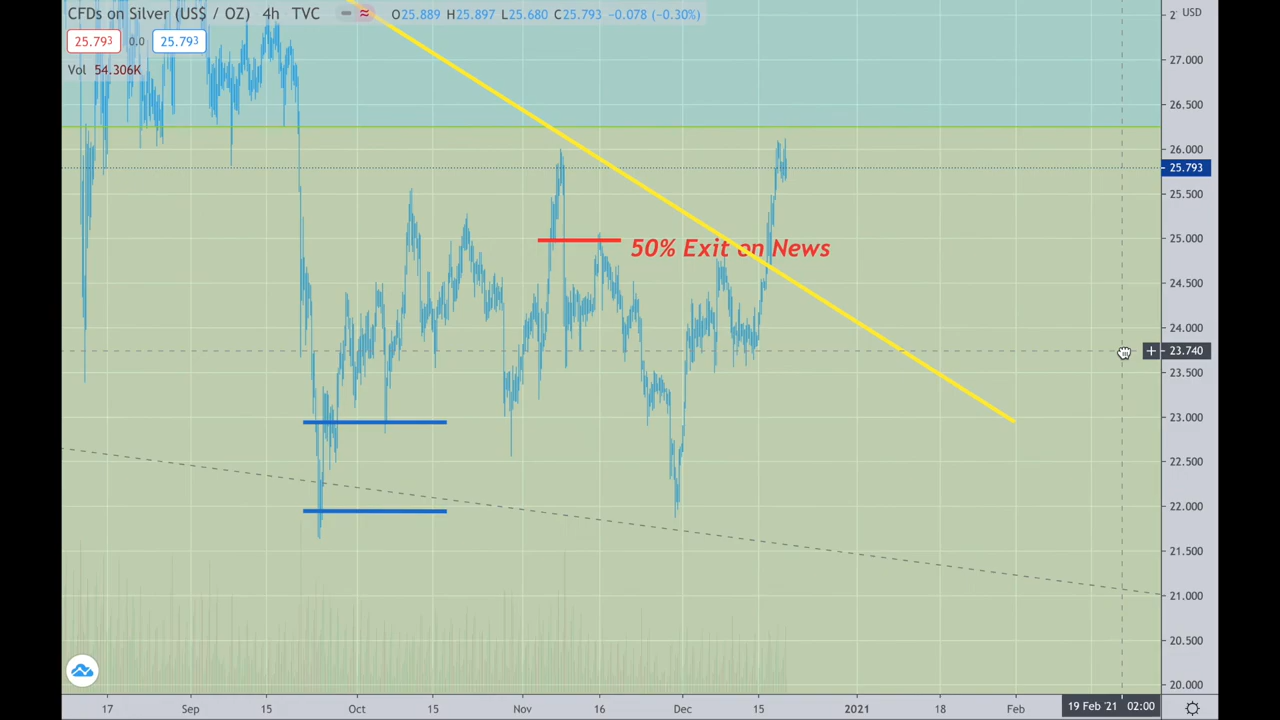 CFDs on Silver (US$ / OZ) 4h TVC O25.889 H25.897 L25.680 C25.793 −0.078 (−0.30%)
USD
25.793 0.0 25.793
Vol 54.306K
27.000
26.500
26.000
25.793
25.500
25.000
50% Exit on News
24.500
24.000
+ 23.740
23.500
23.000
22.500
22.000
21.500
21.000
20.500
20.000
17 Sep 15 Oct 15 Nov 16 Dec 15 2021 18 Feb 19 Feb '21 02:00